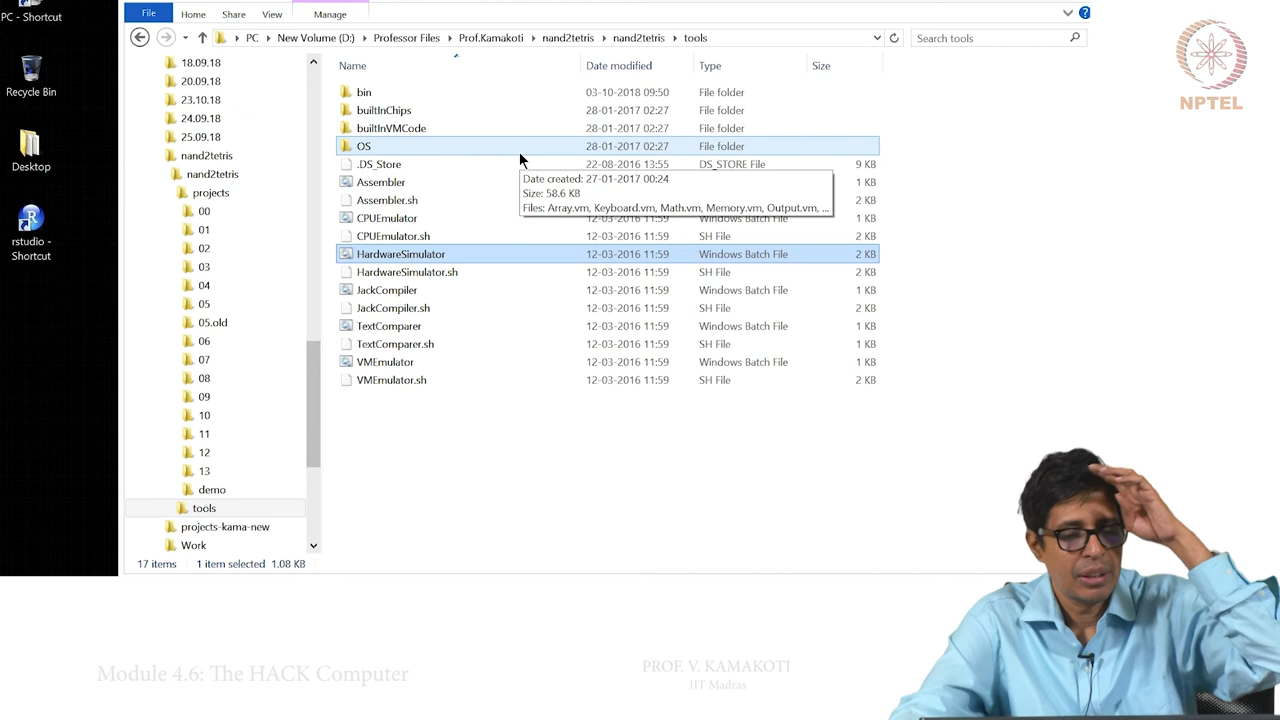 PC - Shortcut
Recycle Bin
Desktop
rstudio -
Shortcut
File Home Share View Manage
PC New Volume (D:) Professor Files Prof.Kamakoti nand2tetris nand2tetris tools
Search tools
18.09.18
20.09.18
23.10.18
24.09.18
25.09.18
nand2tetris
nand2tetris
projects
00
01
02
03
04
05
05.old
06
07
08
09
10
11
12
13
demo
tools
projects-kama-new
Work
Name Date modified Type Size
bin 03-10-2018 09:50 File folder
builtInChips 28-01-2017 02:27 File folder
builtInVMCode 28-01-2017 02:27 File folder
OS 28-01-2017 02:27 File folder
.DS_Store 22-08-2016 13:55 DS_STORE File 9 KB
Assembler 1 KB
Assembler.sh 2 KB
CPUEmulator 12-03-2016 11:59 Windows Batch File 1 KB
CPUEmulator.sh 12-03-2016 11:59 SH File 2 KB
HardwareSimulator 12-03-2016 11:59 Windows Batch File 2 KB
HardwareSimulator.sh 12-03-2016 11:59 SH File 2 KB
JackCompiler 12-03-2016 11:59 Windows Batch File 1 KB
JackCompiler.sh 12-03-2016 11:59 SH File 2 KB
TextComparer 12-03-2016 11:59 Windows Batch File 1 KB
TextComparer.sh 12-03-2016 11:59 SH File 2 KB
VMEmulator 12-03-2016 11:59 Windows Batch File 1 KB
VMEmulator.sh 12-03-2016 11:59 SH File 2 KB
Date created: 27-01-2017 00:24
Size: 58.6 KB
Files: Array.vm, Keyboard.vm, Math.vm, Memory.vm, Output.vm, ...
17 items 1 item selected 1.08 KB
NPTEL
Module 4.6: The HACK Computer
PROF. V. KAMAKOTI
IIT Madras